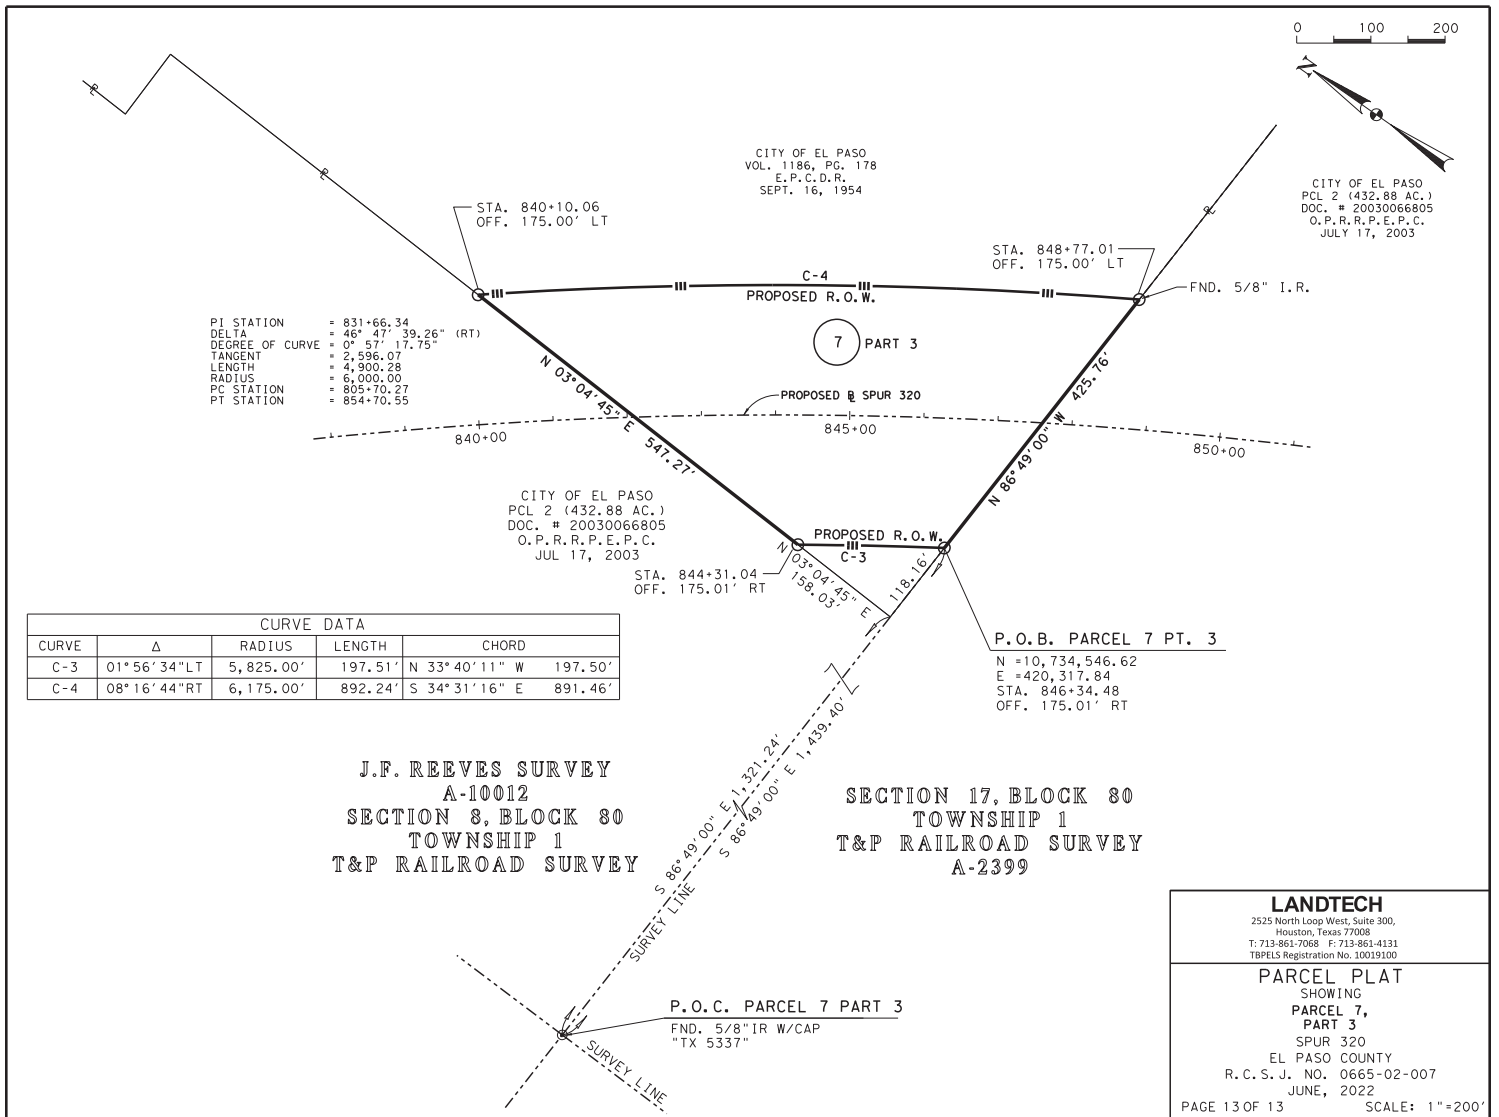 0 100 200
N
CITY OF EL PASO
VOL. 1186, PG. 178
E.P.C.D.R.
SEPT. 16, 1954
CITY OF EL PASO
PCL 2 (432.88 AC.)
DOC. # 20030066805
O.P.R.R.P.E.P.C.
JULY 17, 2003
STA. 840+10.06
OFF. 175.00' LT
STA. 848+77.01
OFF. 175.00' LT
FND. 5/8" I.R.
C-4
PROPOSED R.O.W.
7 PART 3
PI STATION = 831+66.34
DELTA = 46° 47' 39.26" (RT)
DEGREE OF CURVE = 0° 57' 17.75"
TANGENT = 2,596.07
LENGTH = 4,900.28
RADIUS = 6,000.00
PC STATION = 805+70.27
PT STATION = 854+70.55
N 03°04'45" E 547.27'
N 86°49'00" W 425.76'
PROPOSED ℄ SPUR 320
840+00
845+00
850+00
CITY OF EL PASO
PCL 2 (432.88 AC.)
DOC. # 20030066805
O.P.R.R.P.E.P.C.
JUL 17, 2003
PROPOSED R.O.W.
C-3
STA. 844+31.04
OFF. 175.01' RT
N 03°04'45" E
158.03'
118.16'
P.O.B. PARCEL 7 PT. 3
N =10,734,546.62
E =420,317.84
STA. 846+34.48
OFF. 175.01' RT
CURVE DATA
CURVE Δ RADIUS LENGTH CHORD
C-3 01°56'34"LT 5,825.00' 197.51' N 33°40'11" W 197.50'
C-4 08°16'44"RT 6,175.00' 892.24' S 34°31'16" E 891.46'
S 86°49'00" E 1,321.24'
S 86°49'00" E 1,439.40'
J.F. REEVES SURVEY
A-10012
SECTION 8, BLOCK 80
TOWNSHIP 1
T&P RAILROAD SURVEY
SECTION 17, BLOCK 80
TOWNSHIP 1
T&P RAILROAD SURVEY
A-2399
SURVEY LINE
P.O.C. PARCEL 7 PART 3
FND. 5/8"IR W/CAP
"TX 5337"
SURVEY LINE
LANDTECH
2525 North Loop West, Suite 300,
Houston, Texas 77008
T: 713-861-7068 F: 713-861-4131
TBPELS Registration No. 10019100
PARCEL PLAT
SHOWING
PARCEL 7,
PART 3
SPUR 320
EL PASO COUNTY
R.C.S.J. NO. 0665-02-007
JUNE, 2022
PAGE 13 OF 13 SCALE: 1"=200'